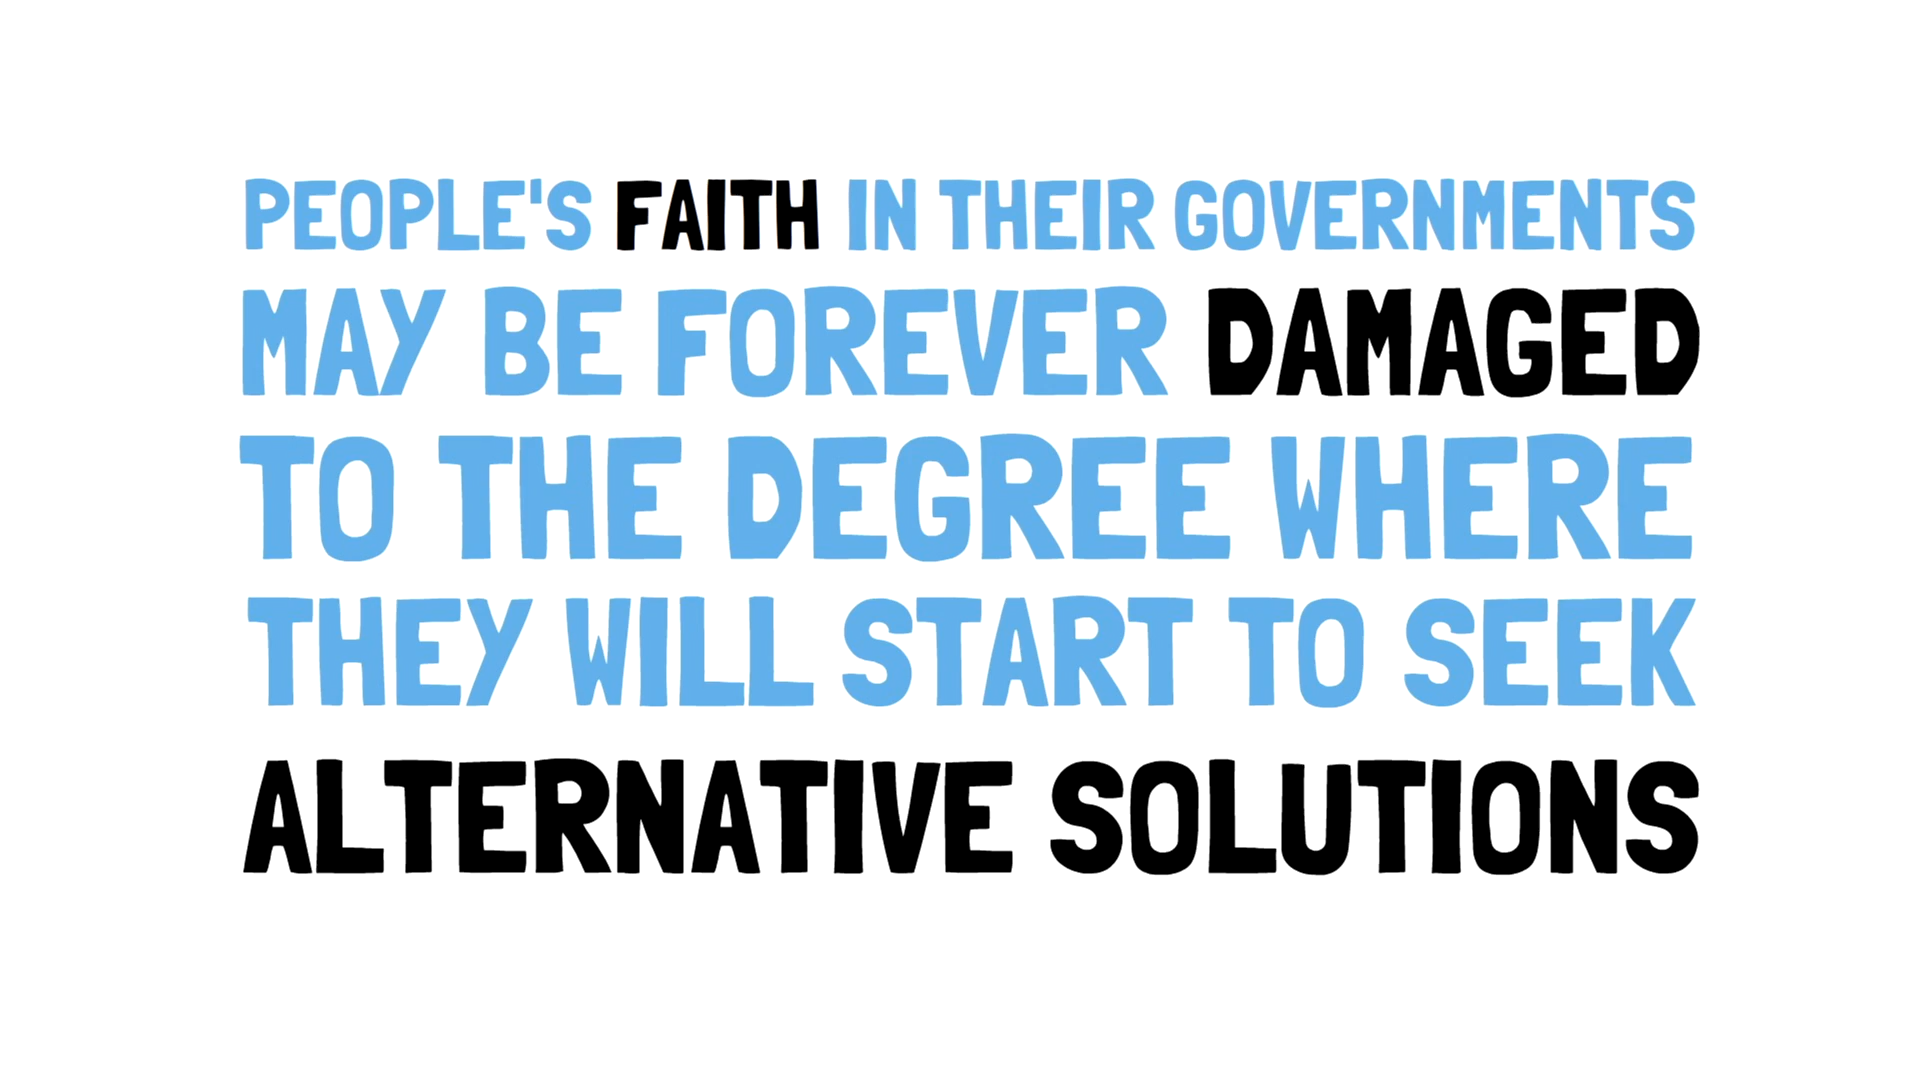 PEOPLE'S FAITH IN THEIR GOVERNMENTS
MAY BE FOREVER DAMAGED
TO THE DEGREE WHERE
THEY WILL START TO SEEK
ALTERNATIVE SOLUTIONS